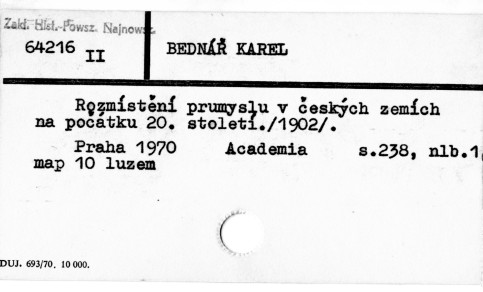 Zakł. Hist.-Powsz. Najnowsz.
64216 II
BEDNÁŘ KAREL
Rozmístění prumyslu v českých zemích
na počátku 20. století./1902/.
Praha 1970 Academia s.238, nlb.1,
map 10 luzem
DUJ. 693/70, 10 000.